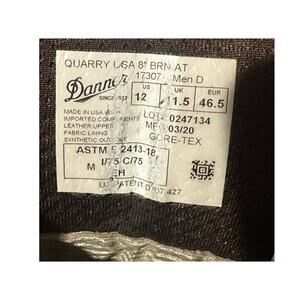 QUARRY USA 8" BRN AT
17307 Men D
Danner
SINCE 1932
US UK EUR
12 11.5 46.5
MADE IN USA WITH
IMPORTED COMPONENTS
LEATHER UPPER
FABRIC LINING
SYNTHETIC OUTSOLE
LOT: 0247134
MFG 03/20
GORE-TEX
ASTM F 2413-18
M I/75 C/75
EH
U.S. PATENT 427